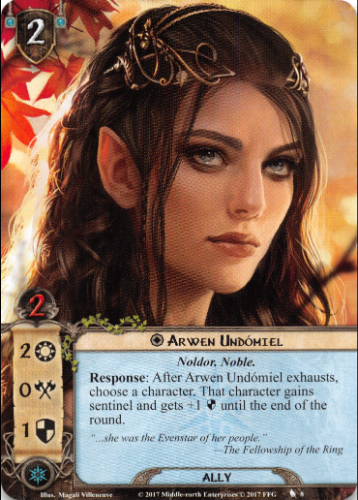 2
Arwen Undómiel
2
2
Noldor. Noble.
0
Response: After Arwen Undómiel exhausts,
choose a character. That character gains
sentinel and gets +1 until the end of the
round.
1
"...she was the Evenstar of her people."
—The Fellowship of the Ring
ALLY
Illus. Magali Villeneuve
© 2017 Middle-earth Enterprises © 2017 FFG
8